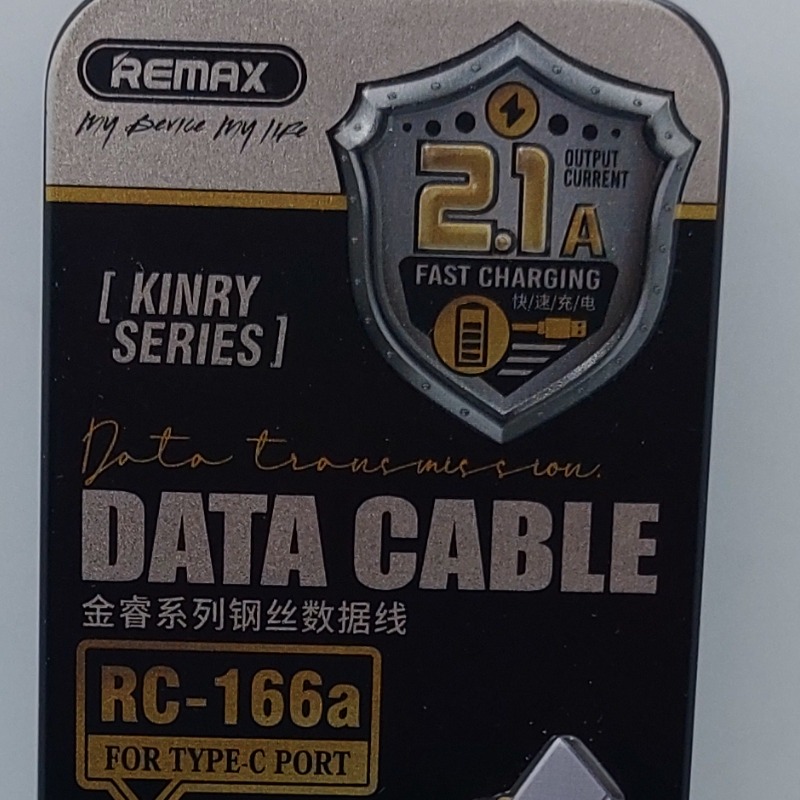 REMAX
My Device My life
2.1A
OUTPUT
CURRENT
FAST CHARGING
快/速/充/电
[ KINRY
SERIES ]
Data transmission.
DATA CABLE
金睿系列钢丝数据线
RC-166a
FOR TYPE-C PORT